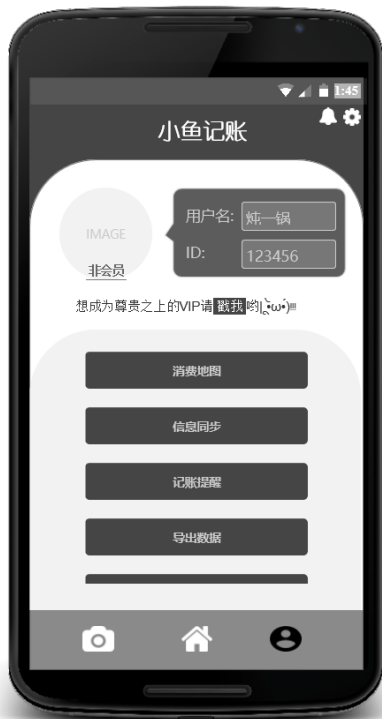 1:45
小鱼记账
用户名: 炖一锅
IMAGE
ID: 123456
非会员
想成为尊贵之上的VIP请 戳我 哟|ू•̀ω•́)!!!
消费地图
信息同步
记账提醒
导出数据